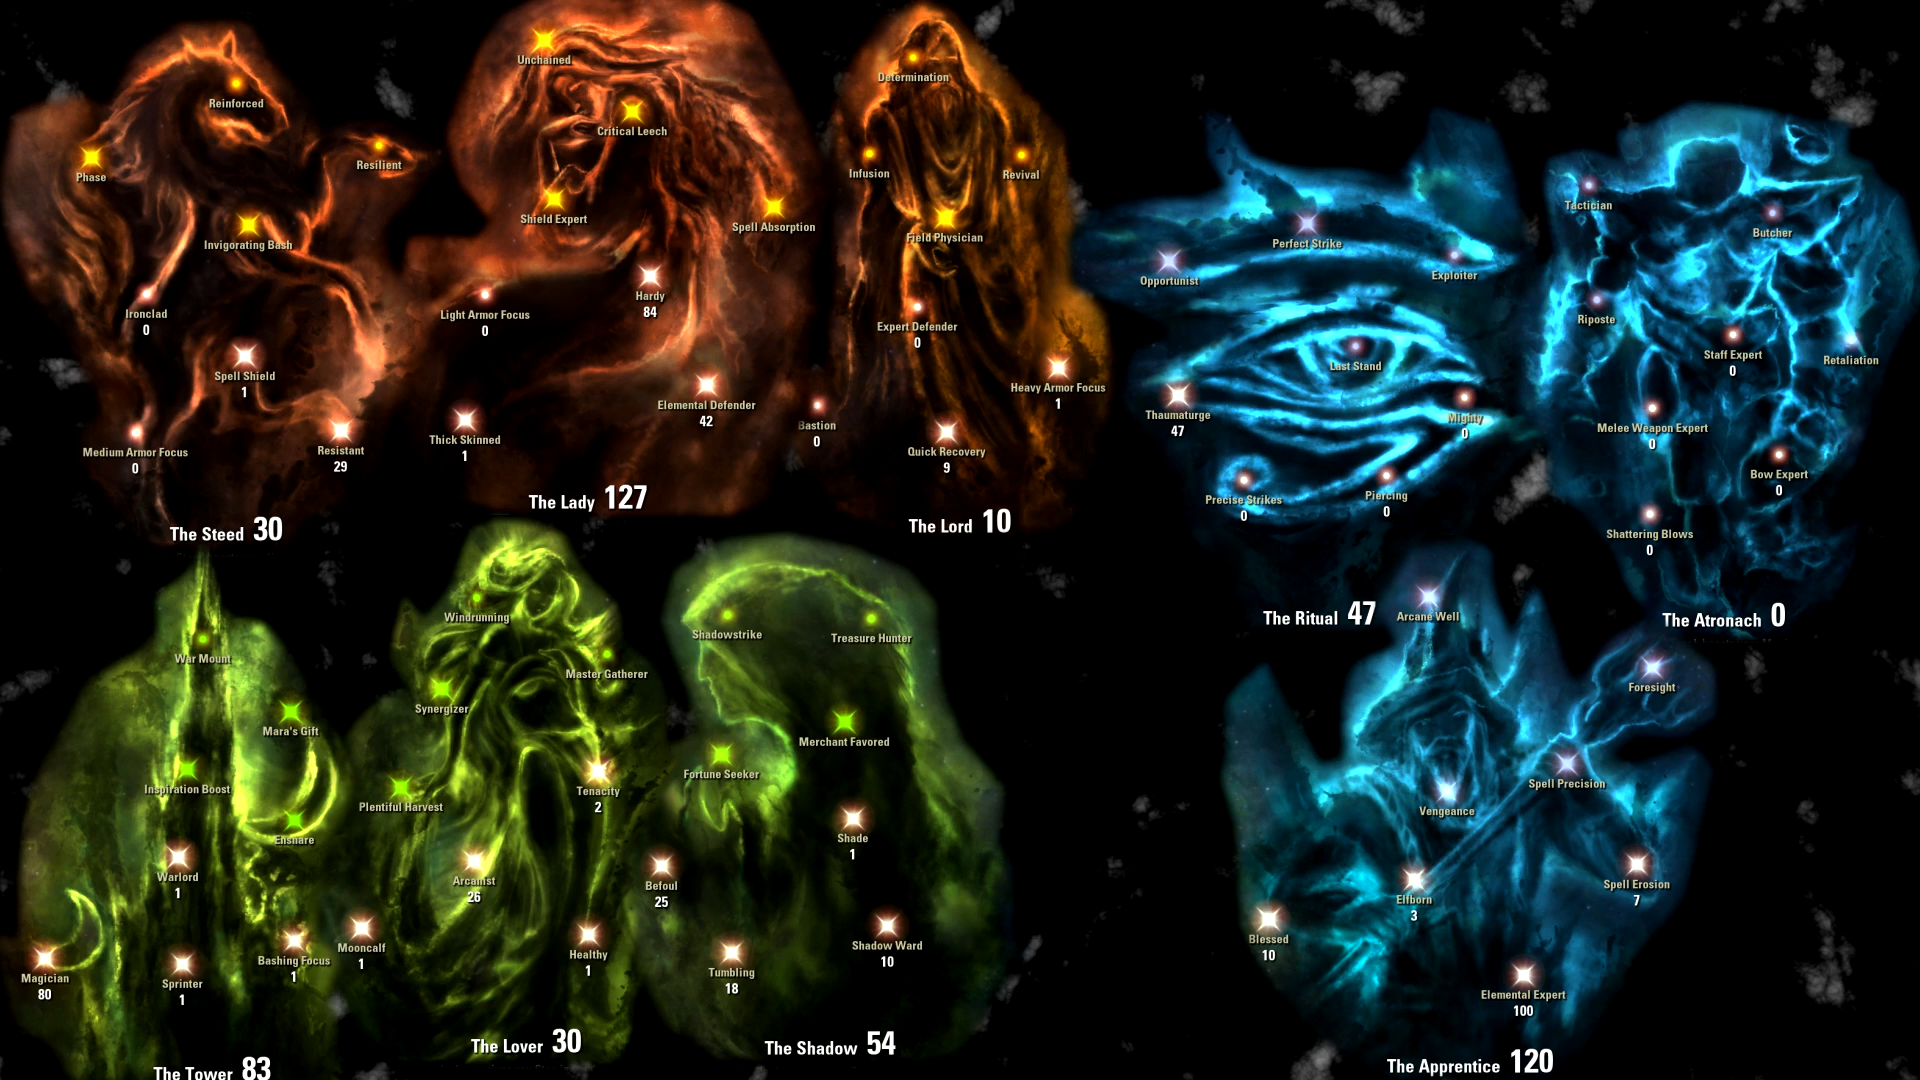 Reinforced
Phase
Resilient
Invigorating Bash
Ironclad
0
Spell Shield
1
Medium Armor Focus
0
Resistant
29
The Steed 30
Unchained
Critical Leech
Shield Expert
Spell Absorption
Hardy
84
Light Armor Focus
0
Elemental Defender
42
Thick Skinned
1
The Lady 127
Determination
Infusion
Revival
Field Physician
Expert Defender
0
Heavy Armor Focus
1
Bastion
0
Quick Recovery
9
The Lord 10
Perfect Strike
Opportunist
Exploiter
Last Stand
Thaumaturge
47
Mighty
0
Precise Strikes
0
Piercing
0
The Ritual 47
Tactician
Butcher
Riposte
Staff Expert
0
Retaliation
Melee Weapon Expert
0
Bow Expert
0
Shattering Blows
0
The Atronach 0
War Mount
Mara's Gift
Inspiration Boost
Ensnare
Warlord
1
Bashing Focus
1
Magician
80
Sprinter
1
The Tower 83
Windrunning
Master Gatherer
Synergizer
Tenacity
2
Plentiful Harvest
Arcanist
26
Mooncalf
1
Healthy
1
The Lover 30
Shadowstrike
Treasure Hunter
Merchant Favored
Fortune Seeker
Shade
1
Befoul
25
Shadow Ward
10
Tumbling
18
The Shadow 54
Arcane Well
Foresight
Spell Precision
Vengeance
Spell Erosion
7
Elfborn
3
Blessed
10
Elemental Expert
100
The Apprentice 120